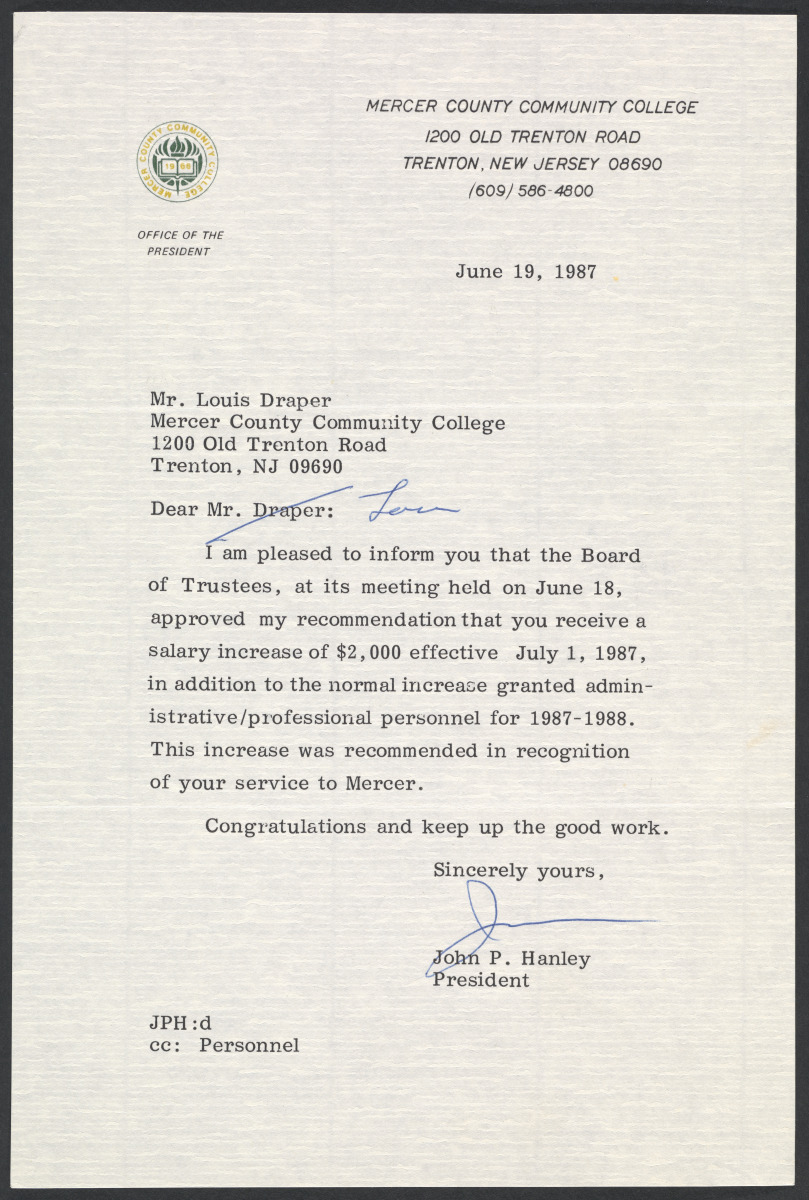 MERCER COUNTY COMMUNITY COLLEGE
1200 OLD TRENTON ROAD
TRENTON, NEW JERSEY 08690
(609) 586-4800
MERCER COUNTY COMMUNITY COLLEGE
1966
OFFICE OF THE
PRESIDENT
June 19, 1987
Mr. Louis Draper
Mercer County Community College
1200 Old Trenton Road
Trenton, NJ 09690
Dear Mr. Draper: Lou
I am pleased to inform you that the Board
of Trustees, at its meeting held on June 18,
approved my recommendation that you receive a
salary increase of $2,000 effective July 1, 1987,
in addition to the normal increase granted admin-
istrative/professional personnel for 1987-1988.
This increase was recommended in recognition
of your service to Mercer.
Congratulations and keep up the good work.
Sincerely yours,
John P. Hanley
President
JPH:d
cc: Personnel